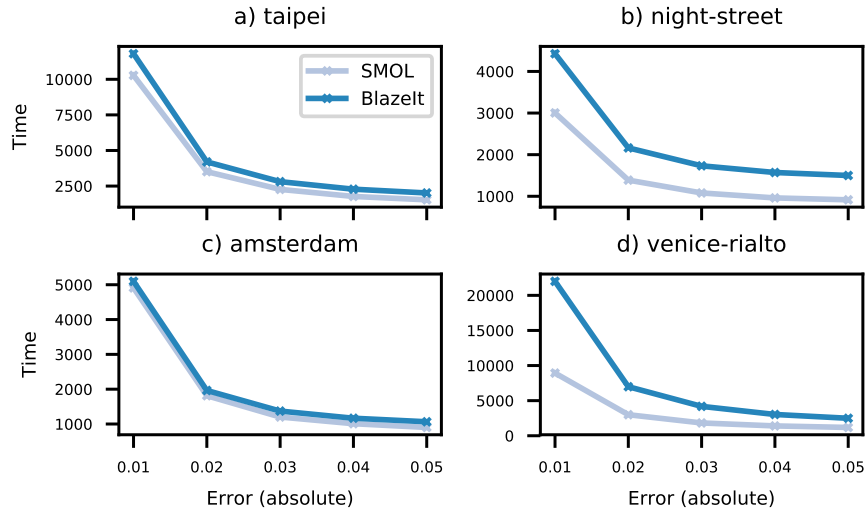 a) taipei
b) night-street
Time
10000
7500
5000
2500
SMOL
BlazeIt
4000
3000
2000
1000
c) amsterdam
d) venice-rialto
Time
5000
4000
3000
2000
1000
20000
15000
10000
5000
0
0.01 0.02 0.03 0.04 0.05
0.01 0.02 0.03 0.04 0.05
Error (absolute)
Error (absolute)